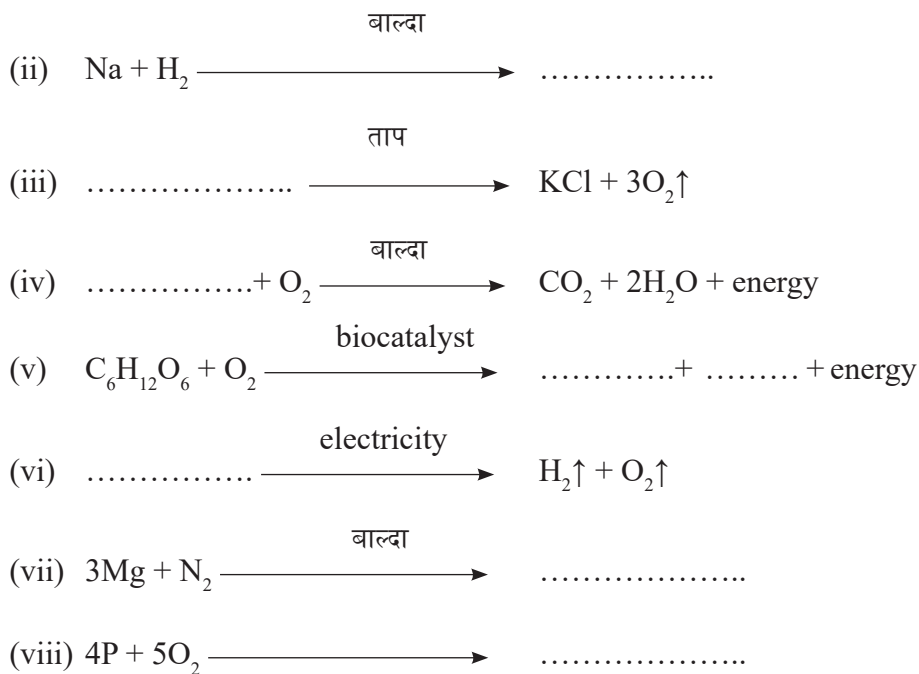 बाल्दा
(ii) Na + H₂ ⟶ ……………..
ताप
(iii) ……………….. ⟶ KCl + 3O₂↑
बाल्दा
(iv) …………….+ O₂ ⟶ CO₂ + 2H₂O + energy
biocatalyst
(v) C₆H₁₂O₆ + O₂ ⟶ ………….+ ……… + energy
electricity
(vi) ……………. ⟶ H₂↑ + O₂↑
बाल्दा
(vii) 3Mg + N₂ ⟶ ………………..
(viii) 4P + 5O₂ ⟶ ………………..